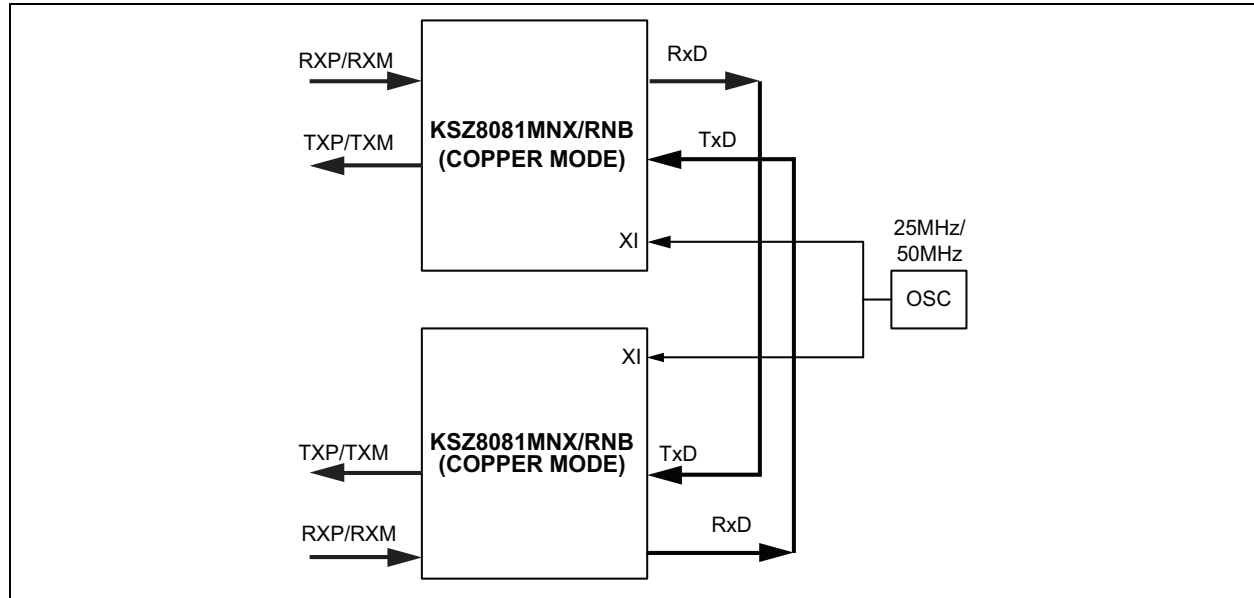 RXP/RXM
RxD
KSZ8081MNX/RNB
(COPPER MODE)
TXP/TXM
TxD
XI
25MHz/
50MHz
OSC
XI
KSZ8081MNX/RNB
(COPPER MODE)
TXP/TXM
TxD
RXP/RXM
RxD